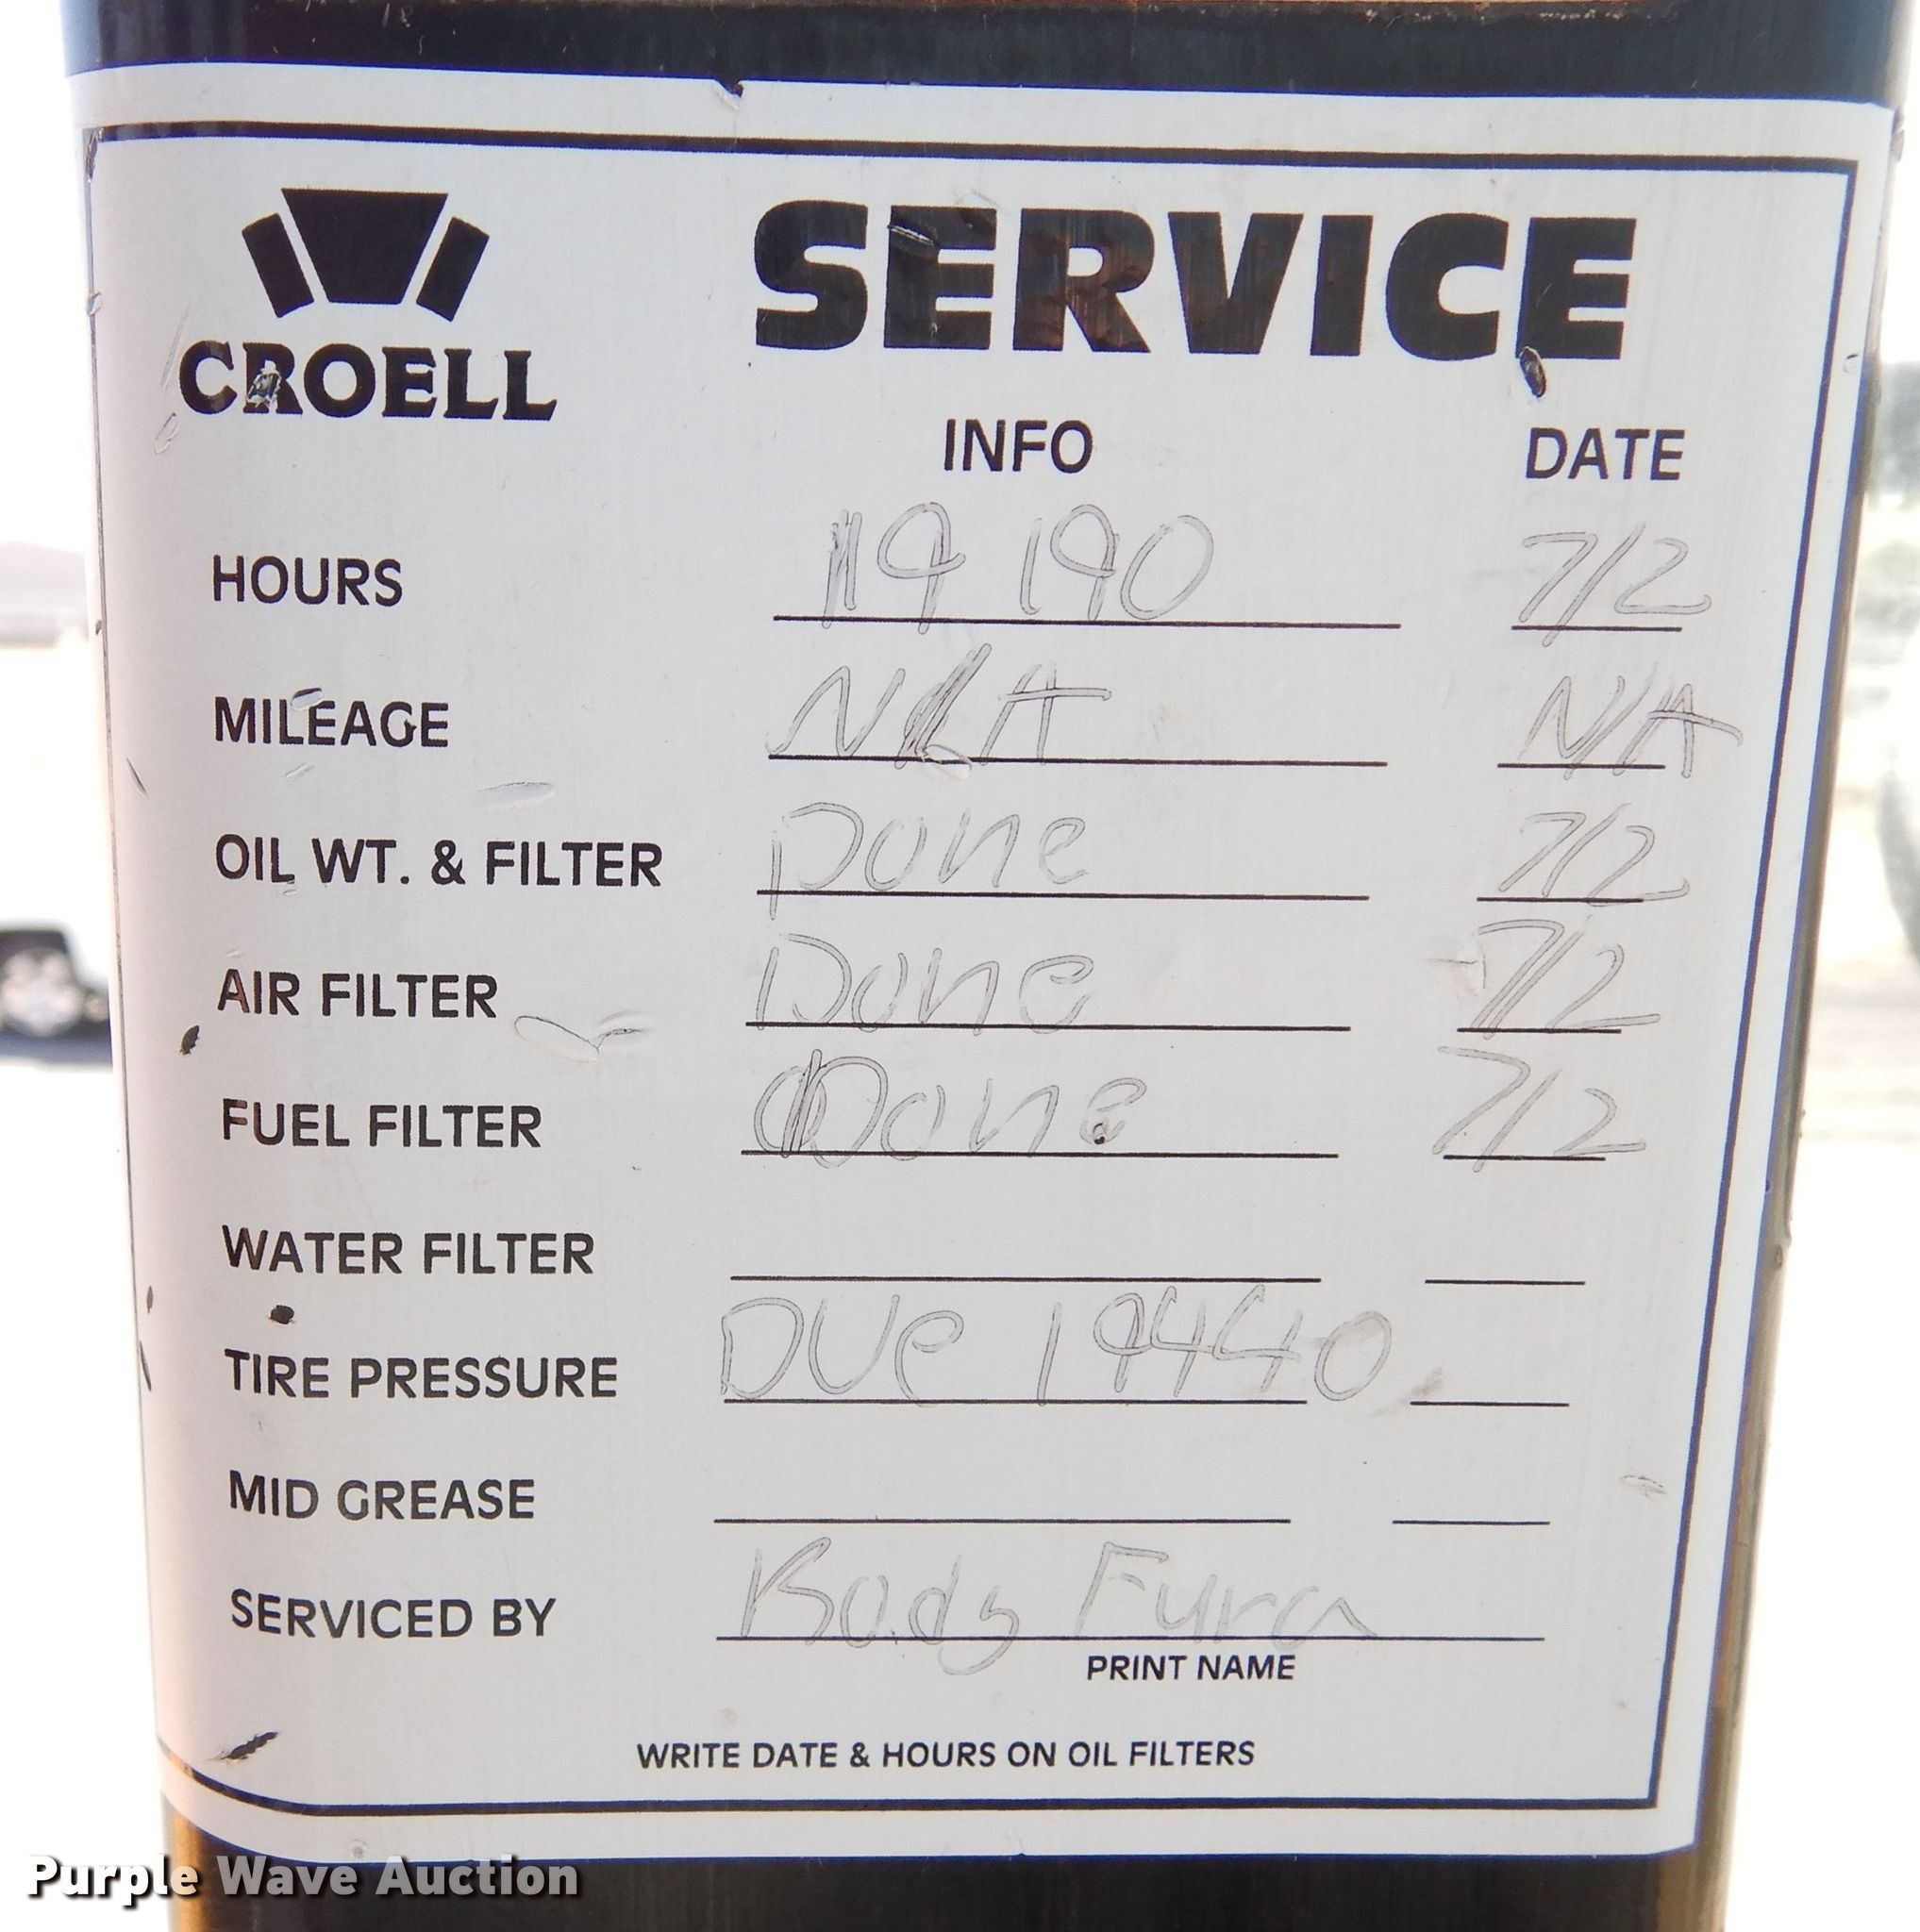 CROELL
SERVICE
INFO DATE
HOURS 19190 7/2
MILEAGE N/A N/A
OIL WT. & FILTER Done 7/2
AIR FILTER Done 7/2
FUEL FILTER Done 7/2
WATER FILTER
TIRE PRESSURE DUe 19440
MID GREASE
SERVICED BY
PRINT NAME
WRITE DATE & HOURS ON OIL FILTERS
Purple Wave Auction